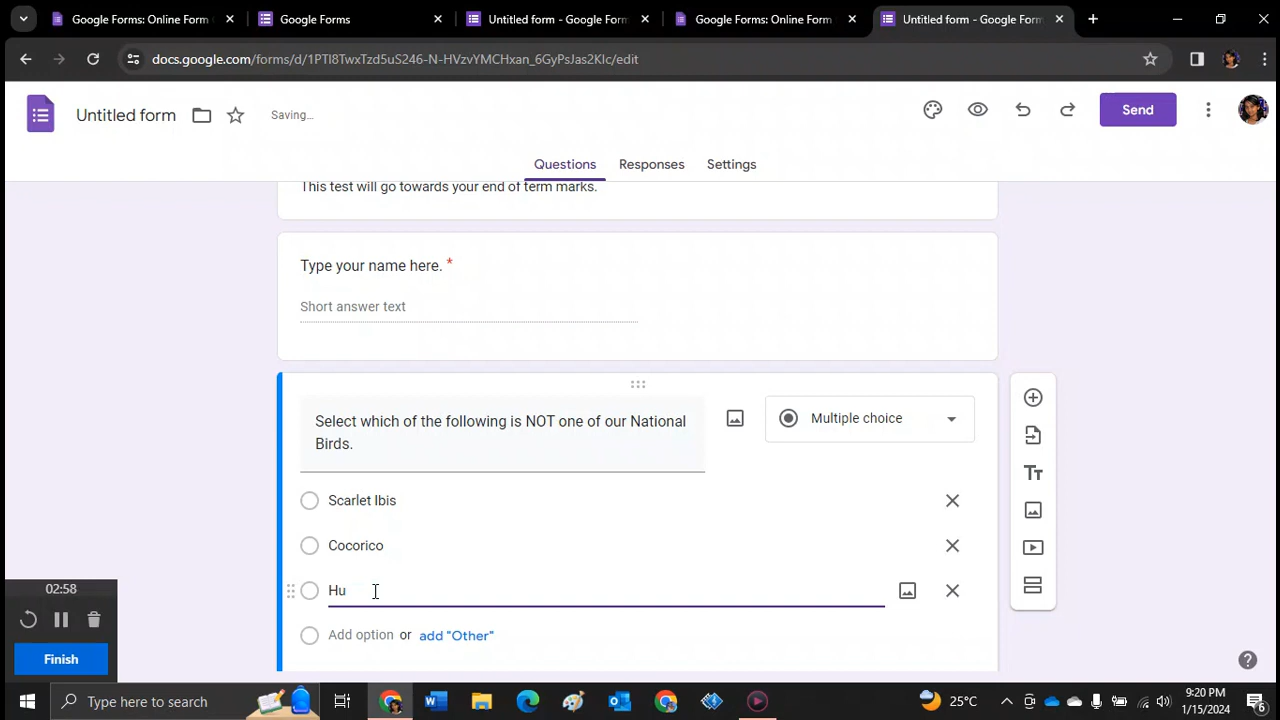 Google Forms: Online Form
Google Forms
Untitled form - Google Form
Google Forms: Online Form
Untitled form - Google Form
docs.google.com/forms/d/1PTl8TwxTzd5uS246-N-HVzvYMCHxan_6GyPsJas2KIc/edit
Untitled form
Saving...
Send
Questions
Responses
Settings
This test will go towards your end of term marks.
Type your name here. *
Short answer text
Select which of the following is NOT one of our National
Birds.
Multiple choice
Scarlet Ibis
Cocorico
Hu
Add option or add "Other"
02:58
Finish
Type here to search
25°C
9:20 PM
1/15/2024
6